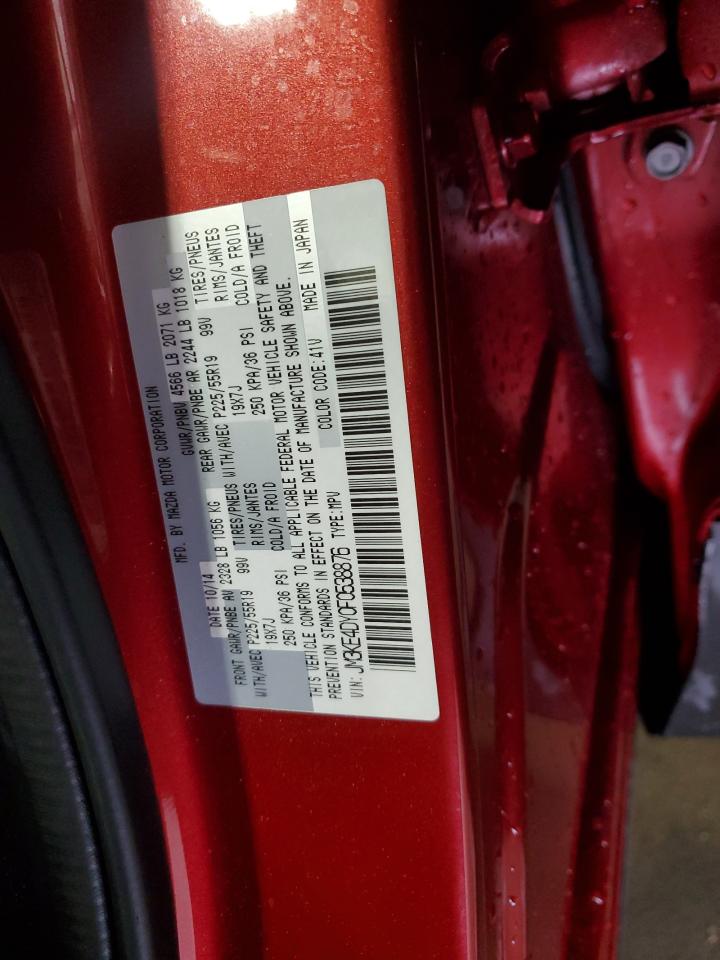 MFD. BY MAZDA MOTOR CORPORATION
DATE 10/14 GVWR/PNBV 4566 LB 2071 KG
FRONT GAWR/PNBE AV 2328 LB 1056 KG REAR GAWR/PNBE AR 2244 LB 1018 KG
WITH/AVEC P225/55R19 99V TIRES/PNEUS WITH/AVEC P225/55R19 99V TIRES/PNEUS
19X7J RIMS/JANTES 19X7J RIMS/JANTES
250 KPA/36 PSI COLD/A FROID 250 KPA/36 PSI COLD/A FROID
THIS VEHICLE CONFORMS TO ALL APPLICABLE FEDERAL MOTOR VEHICLE SAFETY AND THEFT
PREVENTION STANDARDS IN EFFECT ON THE DATE OF MANUFACTURE SHOWN ABOVE.
VIN: JM3KE4DY0F0538876 TYPE:MPV COLOR CODE:41V MADE IN JAPAN